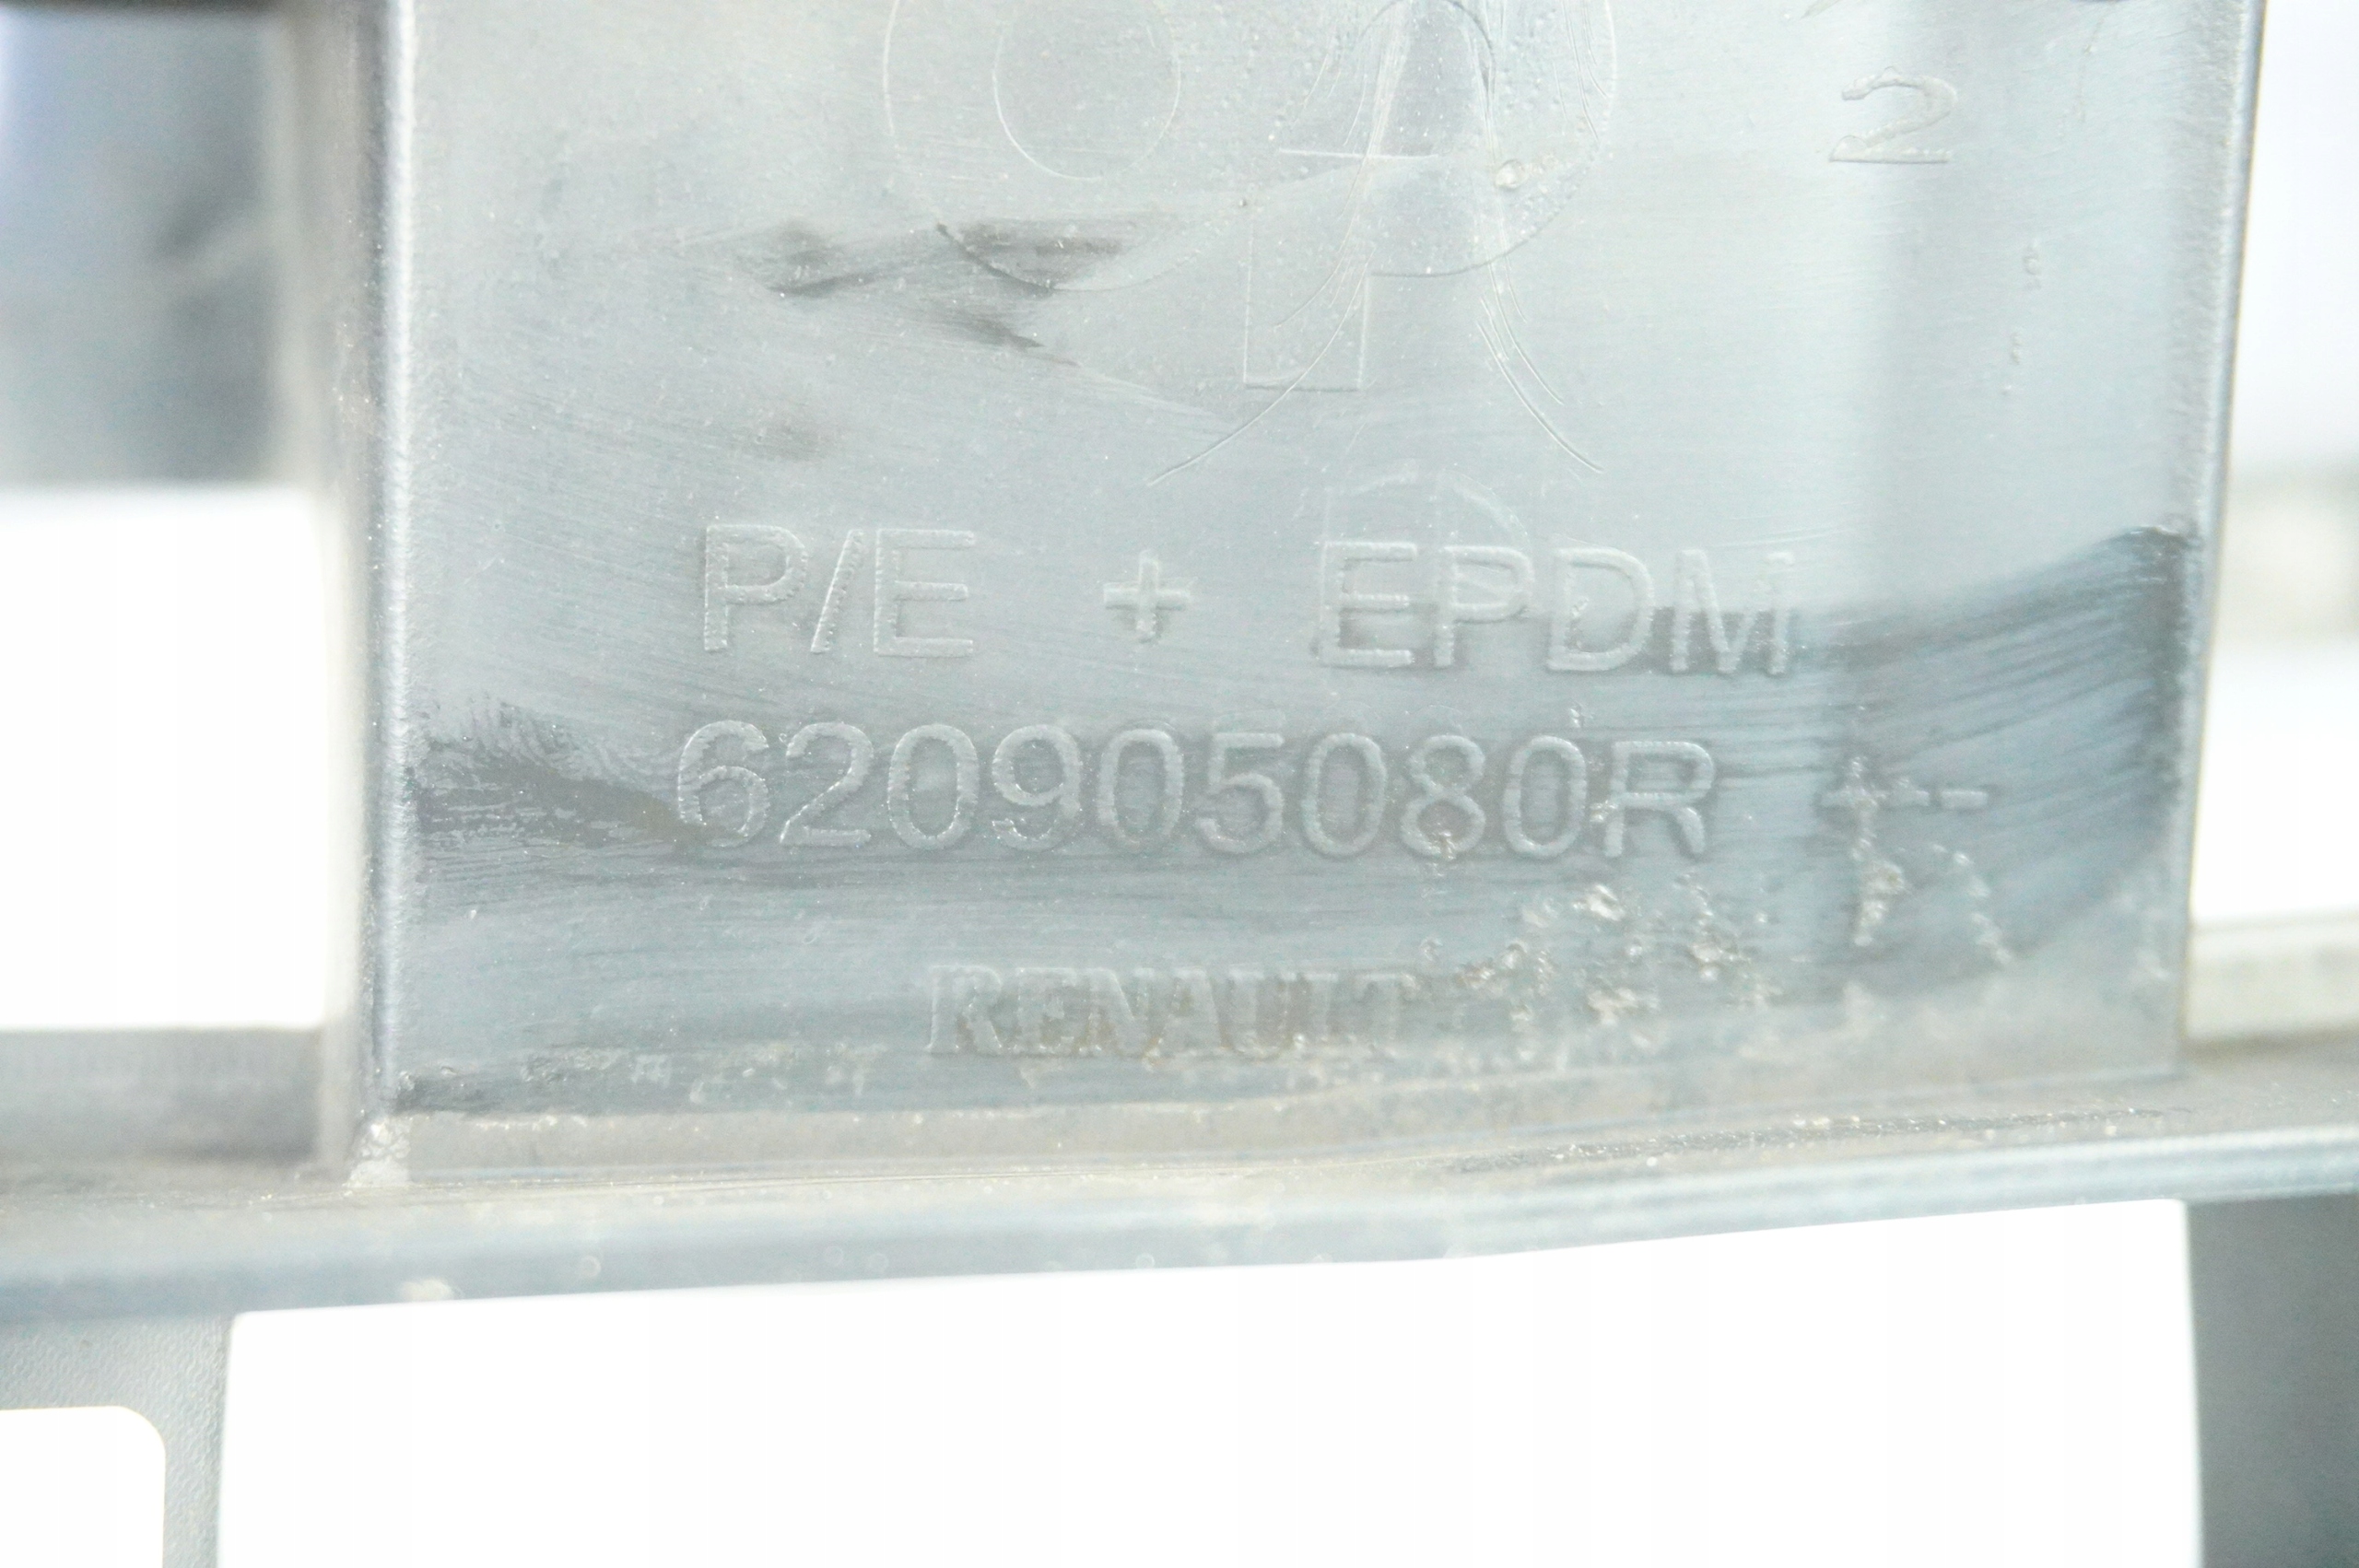 2
P/E + EPDM
620905080R +--
RENAULT